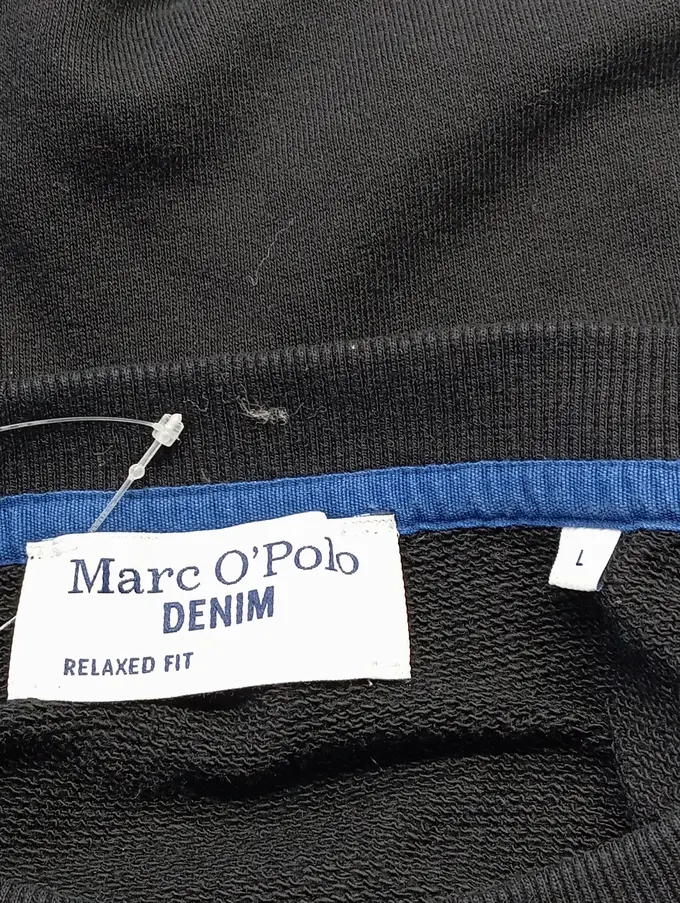 Marc O'Polo
DENIM
RELAXED FIT
L